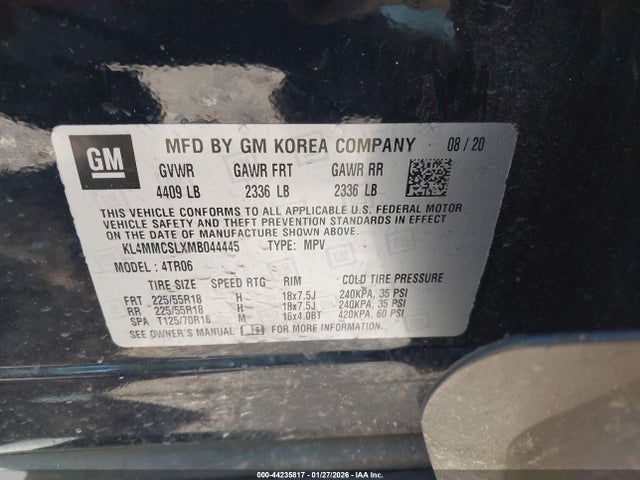 GM
MFD BY GM KOREA COMPANY 08 / 20
GVWR GAWR FRT GAWR RR
4409 LB 2336 LB 2336 LB
THIS VEHICLE CONFORMS TO ALL APPLICABLE U.S. FEDERAL MOTOR
VEHICLE SAFETY AND THEFT PREVENTION STANDARDS IN EFFECT
ON THE DATE OF MANUFACTURE SHOWN ABOVE.
KL4MMCSLXMB044445 TYPE: MPV
MODEL : 4TR06
TIRE SIZE SPEED RTG RIM COLD TIRE PRESSURE
FRT 225/55R18 H 18x7.5J 240KPA, 35 PSI
RR 225/55R18 H 18x7.5J 240KPA, 35 PSI
SPA T125/70R16 M 16x4.0BT 420KPA, 60 PSI
SEE OWNER'S MANUAL FOR MORE INFORMATION.
000-44235817 - 01/27/2026 - IAA Inc.